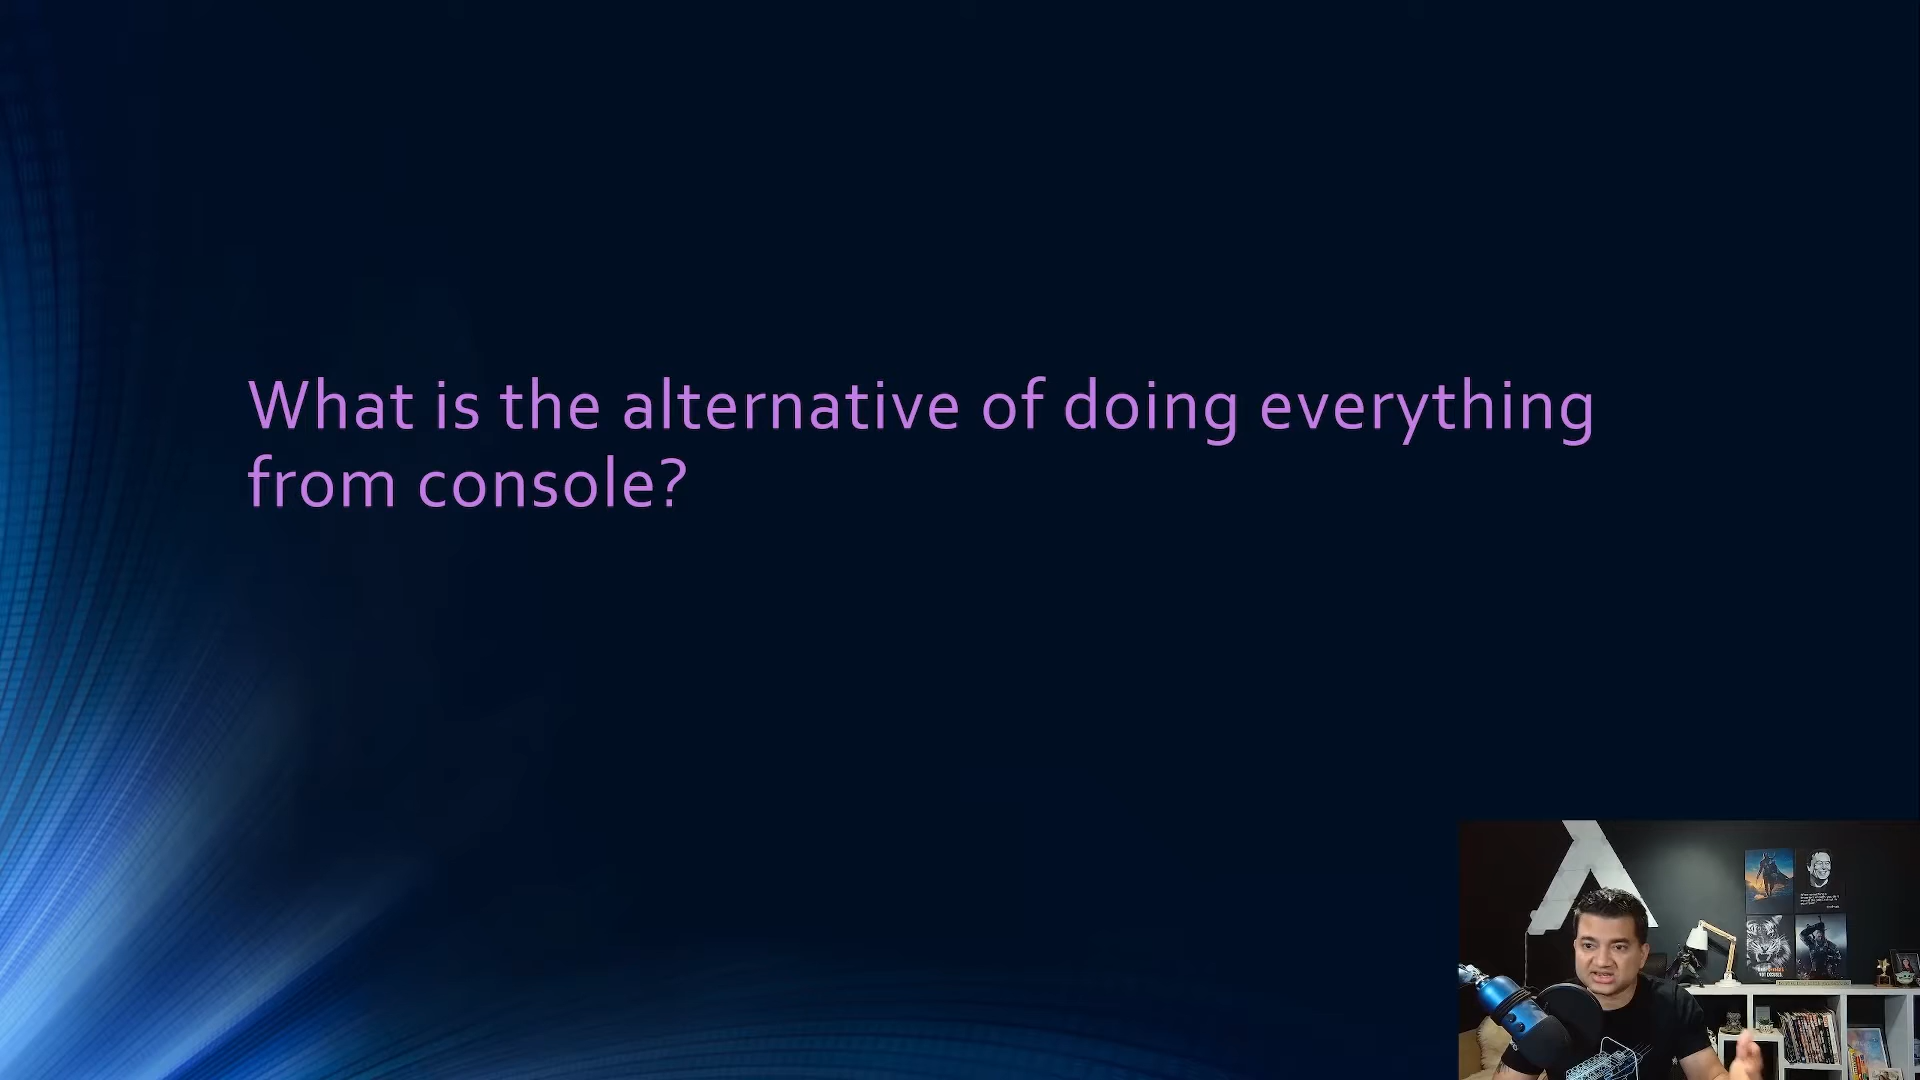 What is the alternative of doing everything
from console?